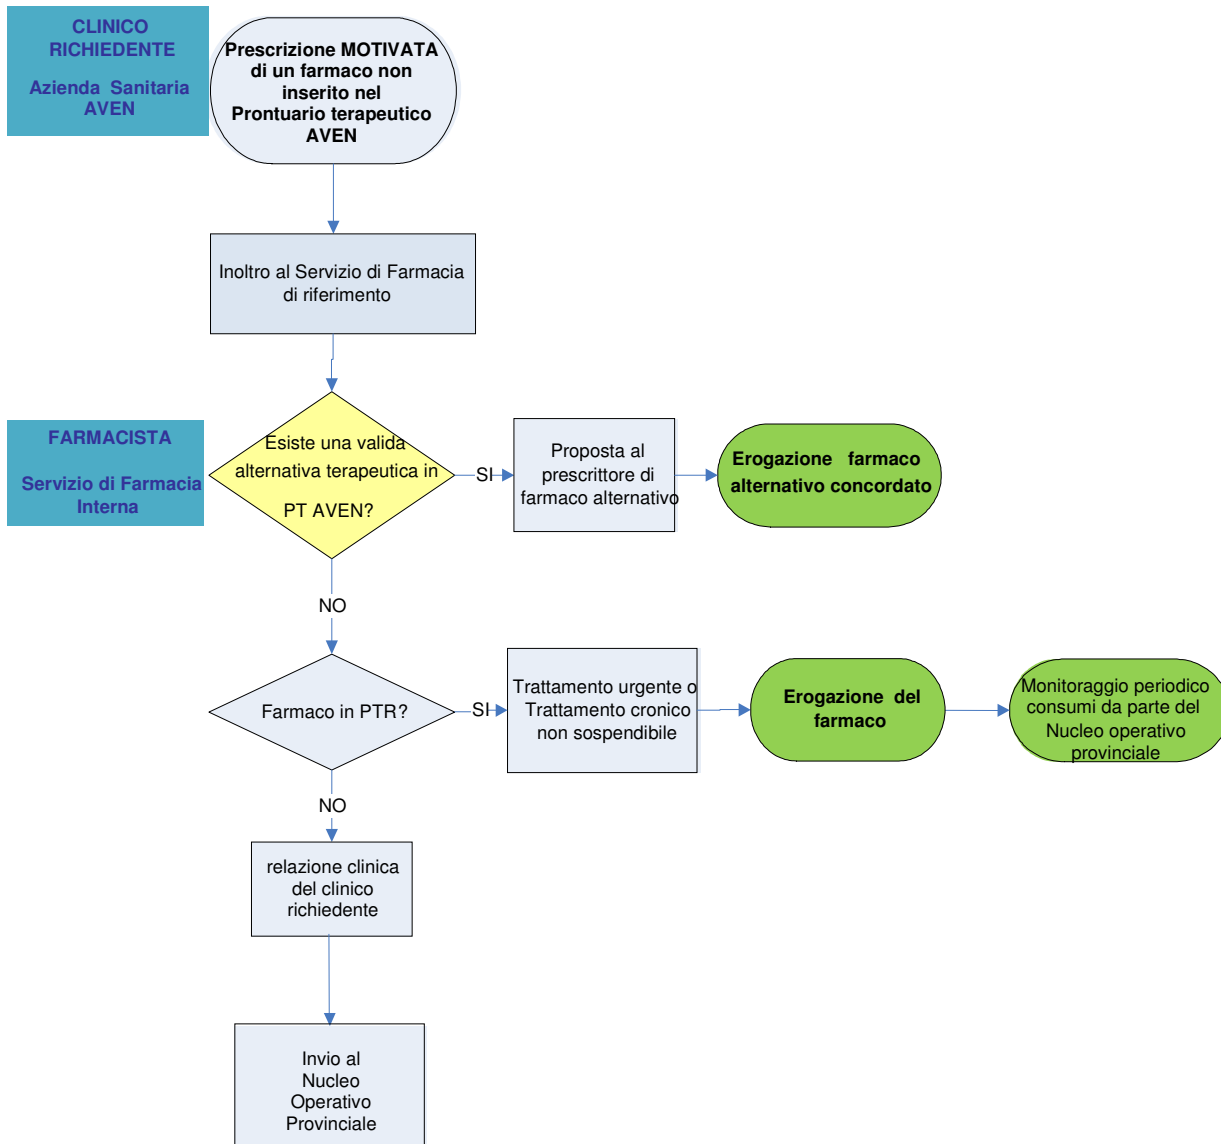 CLINICO
RICHIEDENTE
Azienda Sanitaria
AVEN
Prescrizione MOTIVATA
di un farmaco non
inserito nel
Prontuario terapeutico
AVEN
Inoltro al Servizio di Farmacia
di riferimento
FARMACISTA
Servizio di Farmacia
Interna
Esiste una valida
alternativa terapeutica in
PT AVEN?
SI
Proposta al
prescrittore di
farmaco alternativo
Erogazione farmaco
alternativo concordato
NO
Farmaco in PTR?
SI
Trattamento urgente o
Trattamento cronico
non sospendibile
Erogazione del
farmaco
Monitoraggio periodico
consumi da parte del
Nucleo operativo
provinciale
NO
relazione clinica
del clinico
richiedente
Invio al
Nucleo
Operativo
Provinciale